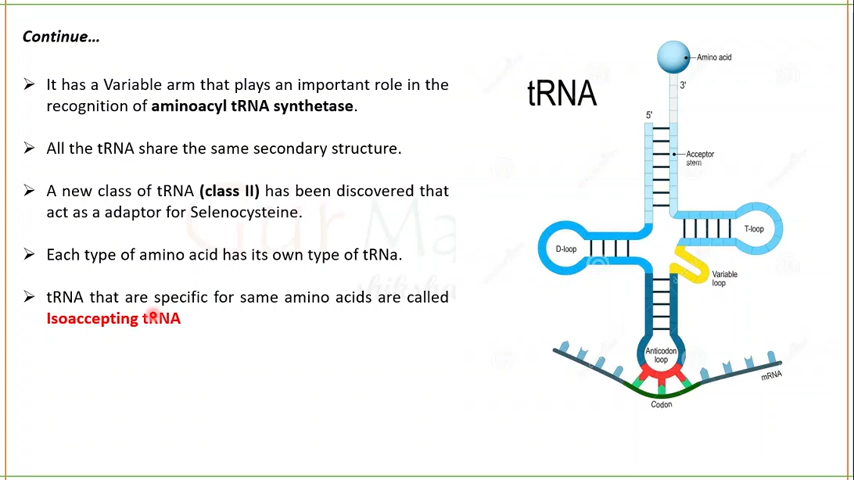 Continue…
➢ It has a Variable arm that plays an important role in the
recognition of aminoacyl tRNA synthetase.
➢ All the tRNA share the same secondary structure.
➢ A new class of tRNA (class II) has been discovered that
act as a adaptor for Selenocysteine.
➢ Each type of amino acid has its own type of tRNa.
➢ tRNA that are specific for same amino acids are called
Isoaccepting tRNA
tRNA
Amino acid
3'
5'
Acceptor
stem
D-loop
T-loop
Variable
loop
Anticodon
loop
mRNA
Codon